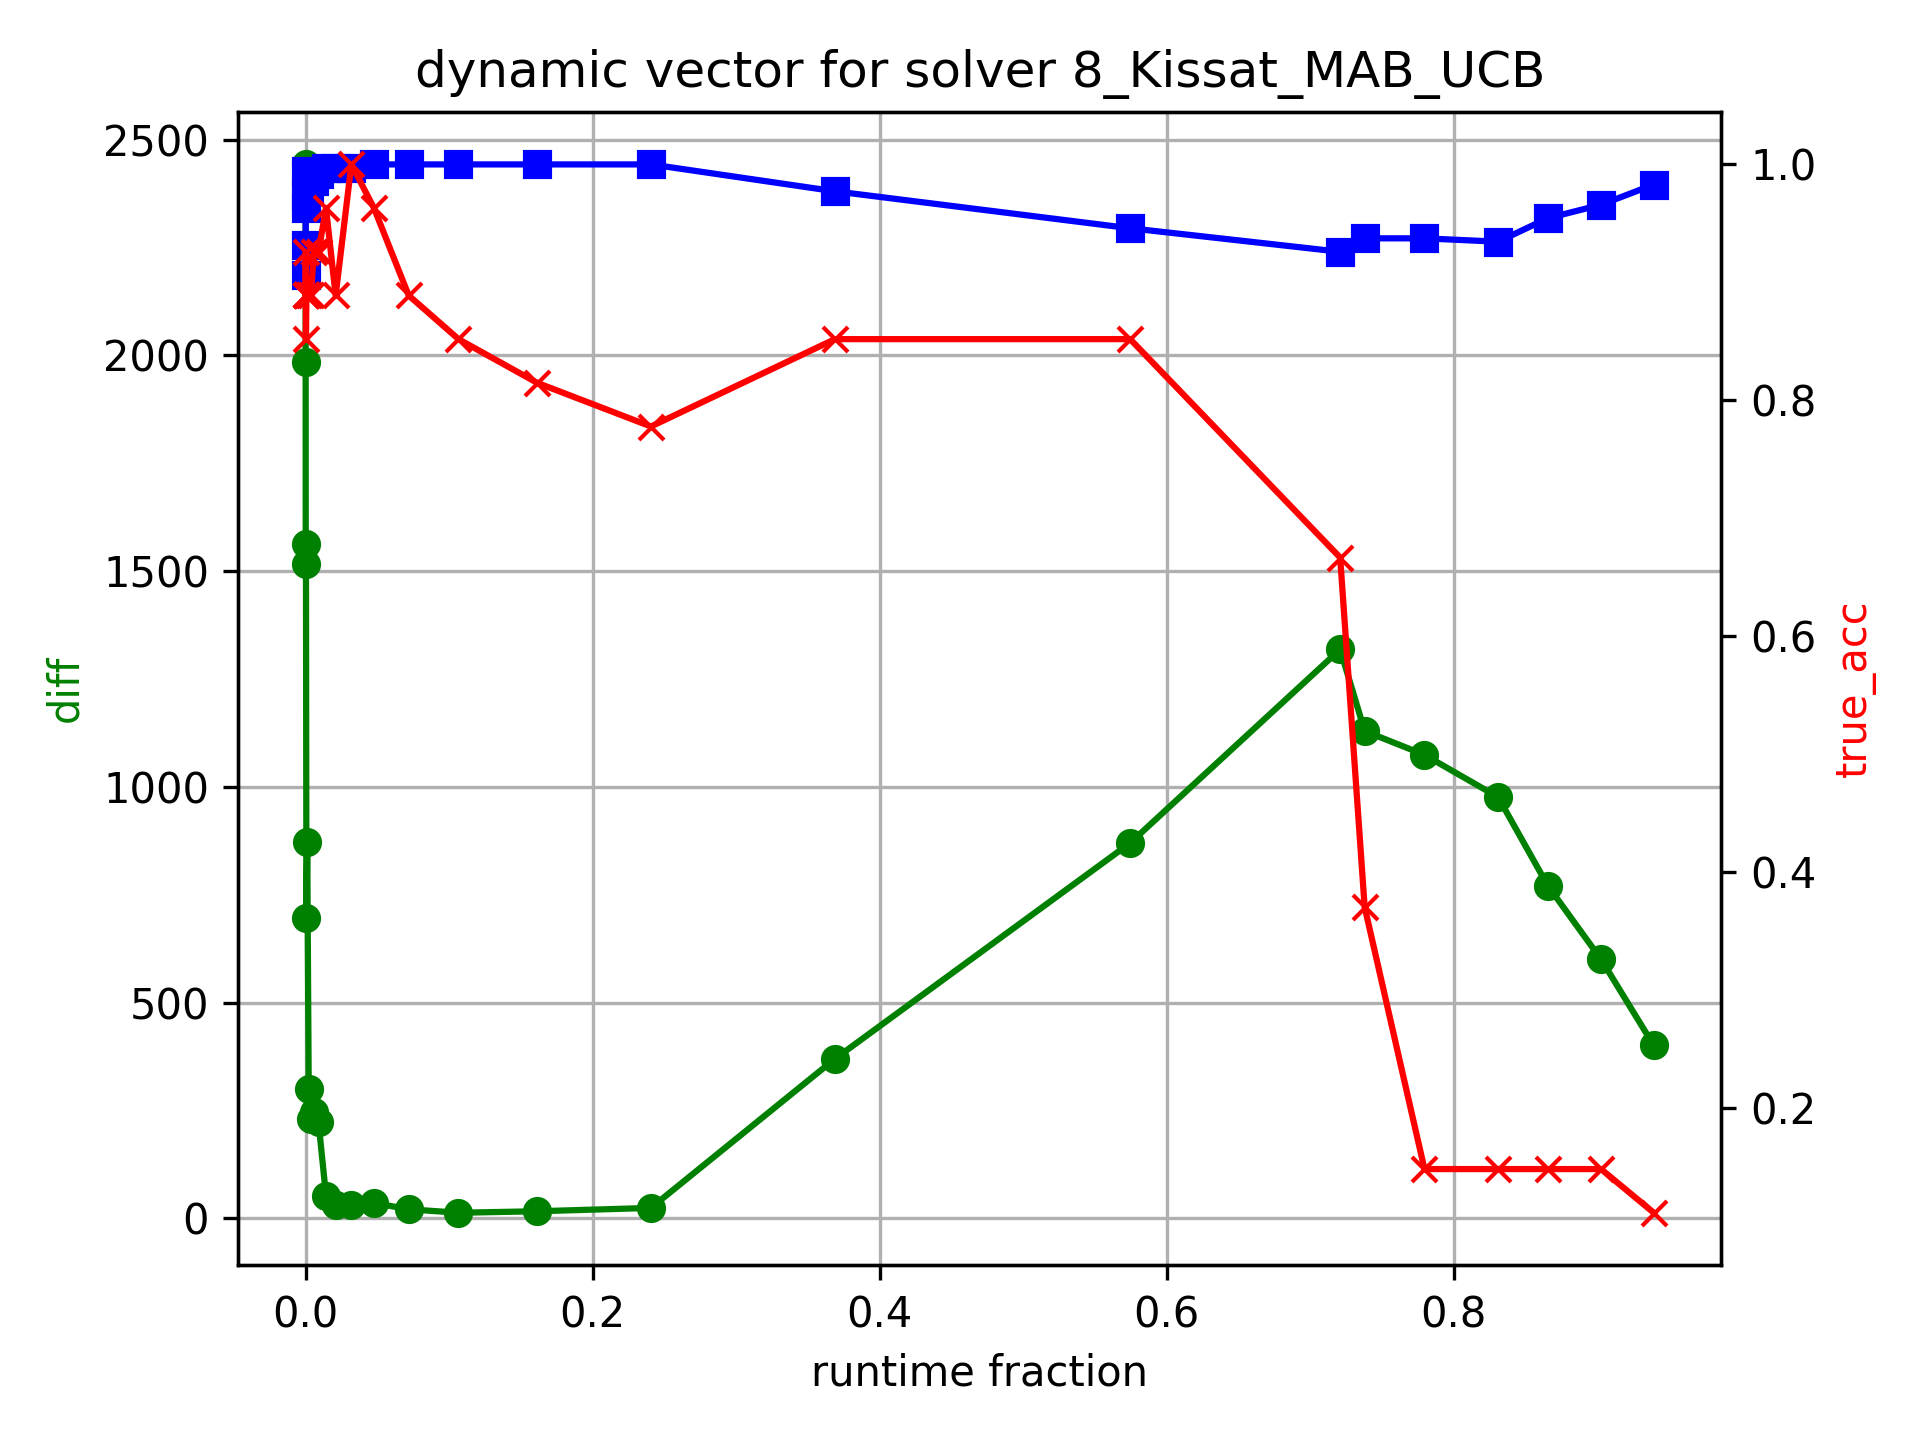 dynamic vector for solver 8_Kissat_MAB_UCB
2500
2000
1500
1000
500
0
diff
1.0
0.8
0.6
0.4
0.2
true_acc
0.0 0.2 0.4 0.6 0.8
runtime fraction